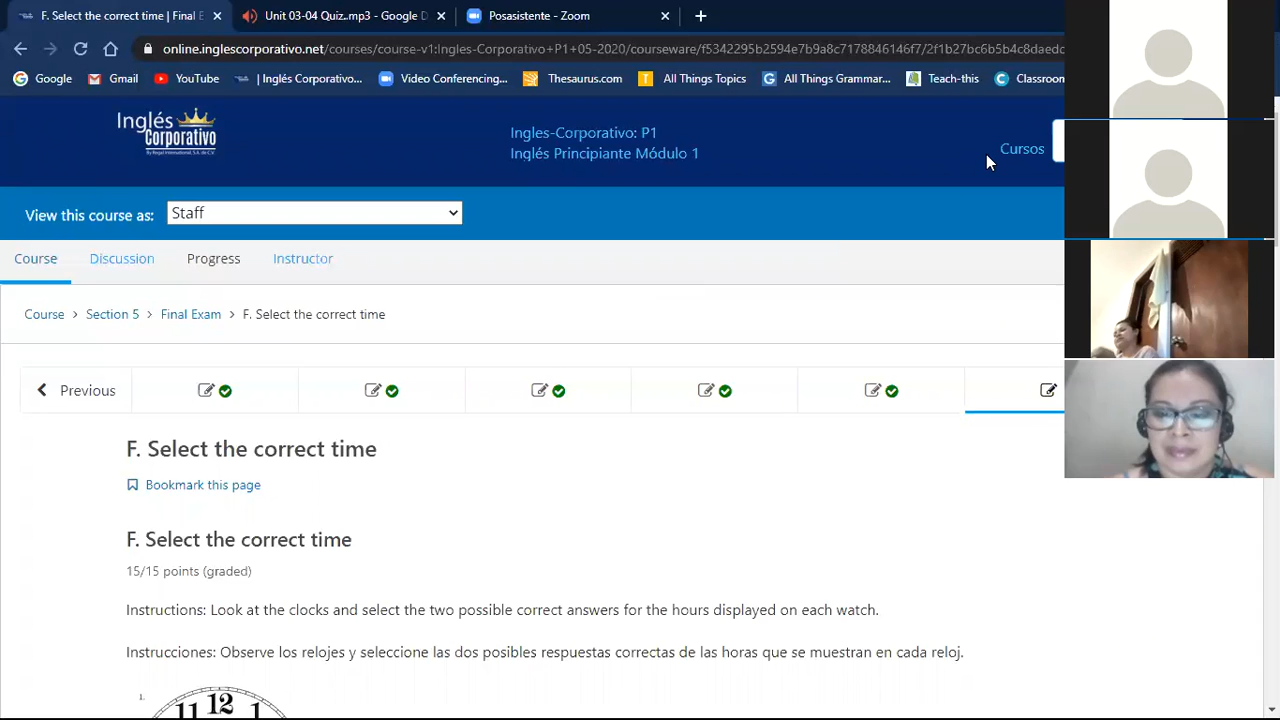 F. Select the correct time | Final E
Unit 03-04 Quiz..mp3 - Google D
Posasistente - Zoom
online.inglescorporativo.net/courses/course-v1:Ingles-Corporativo+P1+05-2020/courseware/f5342295b2594e7b9a8c7178846146f7/2f1b27bc6b5b4c8daedc
Google
Gmail
YouTube
| Inglés Corporativo...
Video Conferencing...
Thesaurus.com
All Things Topics
All Things Grammar...
Teach-this
Classroom
Inglés
Corporativo
By Regal International, S.A. de C.V.
Ingles-Corporativo: P1
Inglés Principiante Módulo 1
Cursos
View this course as: Staff
Course Discussion Progress Instructor
Course > Section 5 > Final Exam > F. Select the correct time
Previous
F. Select the correct time
Bookmark this page
F. Select the correct time
15/15 points (graded)
Instructions: Look at the clocks and select the two possible correct answers for the hours displayed on each watch.
Instrucciones: Observe los relojes y seleccione las dos posibles respuestas correctas de las horas que se muestran en cada reloj.
1.
11 12 1